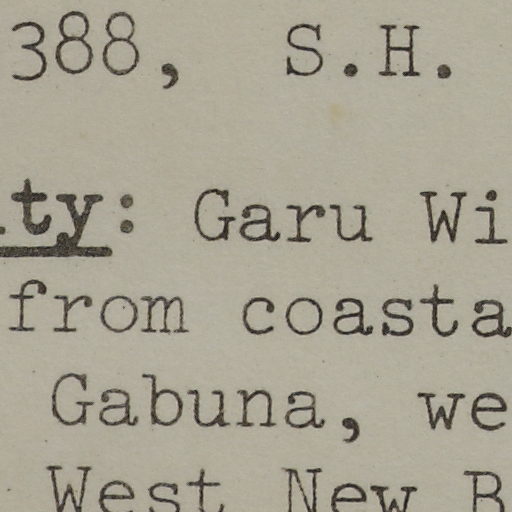 388, S.H.
ty: Garu Wi
from coasta
Gabuna, we
West New B